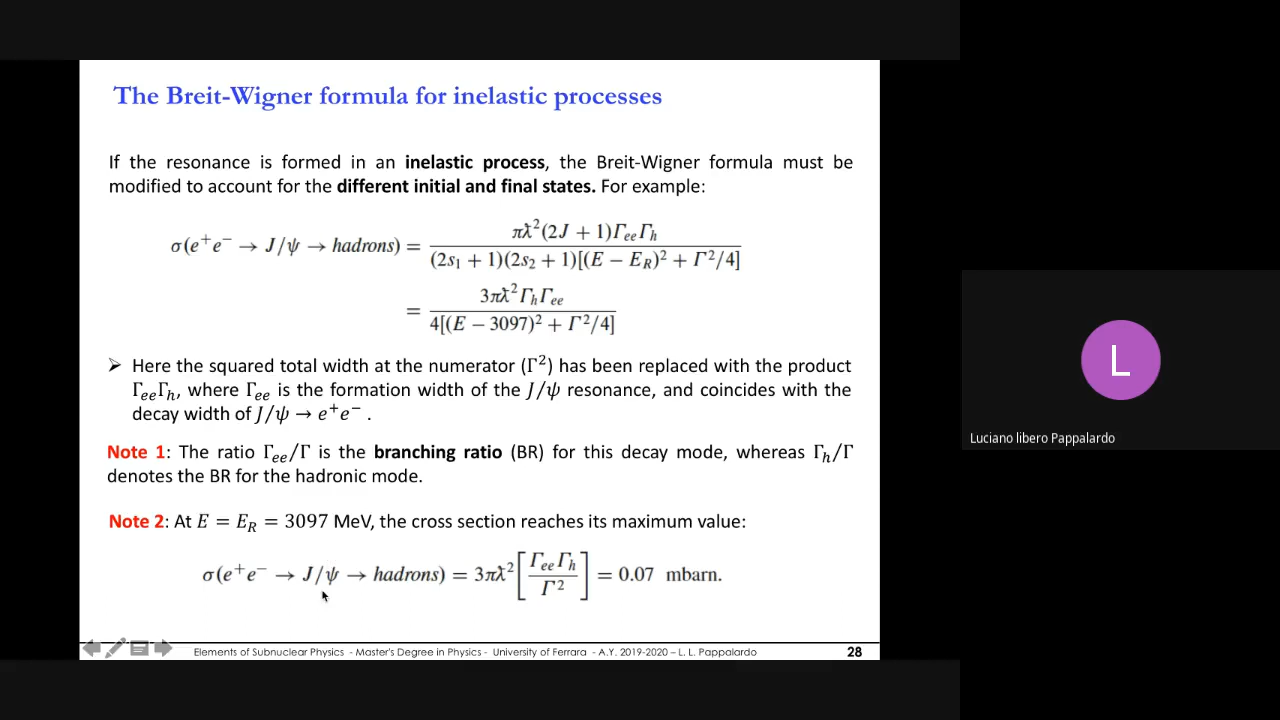 The Breit-Wigner formula for inelastic processes
If the resonance is formed in an inelastic process, the Breit-Wigner formula must be
modified to account for the different initial and final states. For example:
σ(e⁺e⁻ → J/ψ → hadrons) = πƛ²(2J + 1)ΓₑₑΓₕ / (2s₁ + 1)(2s₂ + 1)[(E − E_R)² + Γ²/4]
= 3πƛ²ΓₕΓₑₑ / 4[(E − 3097)² + Γ²/4]
➢ Here the squared total width at the numerator (Γ²) has been replaced with the product
ΓₑₑΓₕ, where Γₑₑ is the formation width of the J/ψ resonance, and coincides with the
decay width of J/ψ → e⁺e⁻ .
Note 1: The ratio Γₑₑ/Γ is the branching ratio (BR) for this decay mode, whereas Γₕ/Γ
denotes the BR for the hadronic mode.
Note 2: At E = E_R = 3097 MeV, the cross section reaches its maximum value:
σ(e⁺e⁻ → J/ψ → hadrons) = 3πƛ² [ΓₑₑΓₕ / Γ²] = 0.07 mbarn.
Elements of Subnuclear Physics - Master's Degree in Physics - University of Ferrara - A.Y. 2019-2020 – L. L. Pappalardo
28
L
Luciano libero Pappalardo